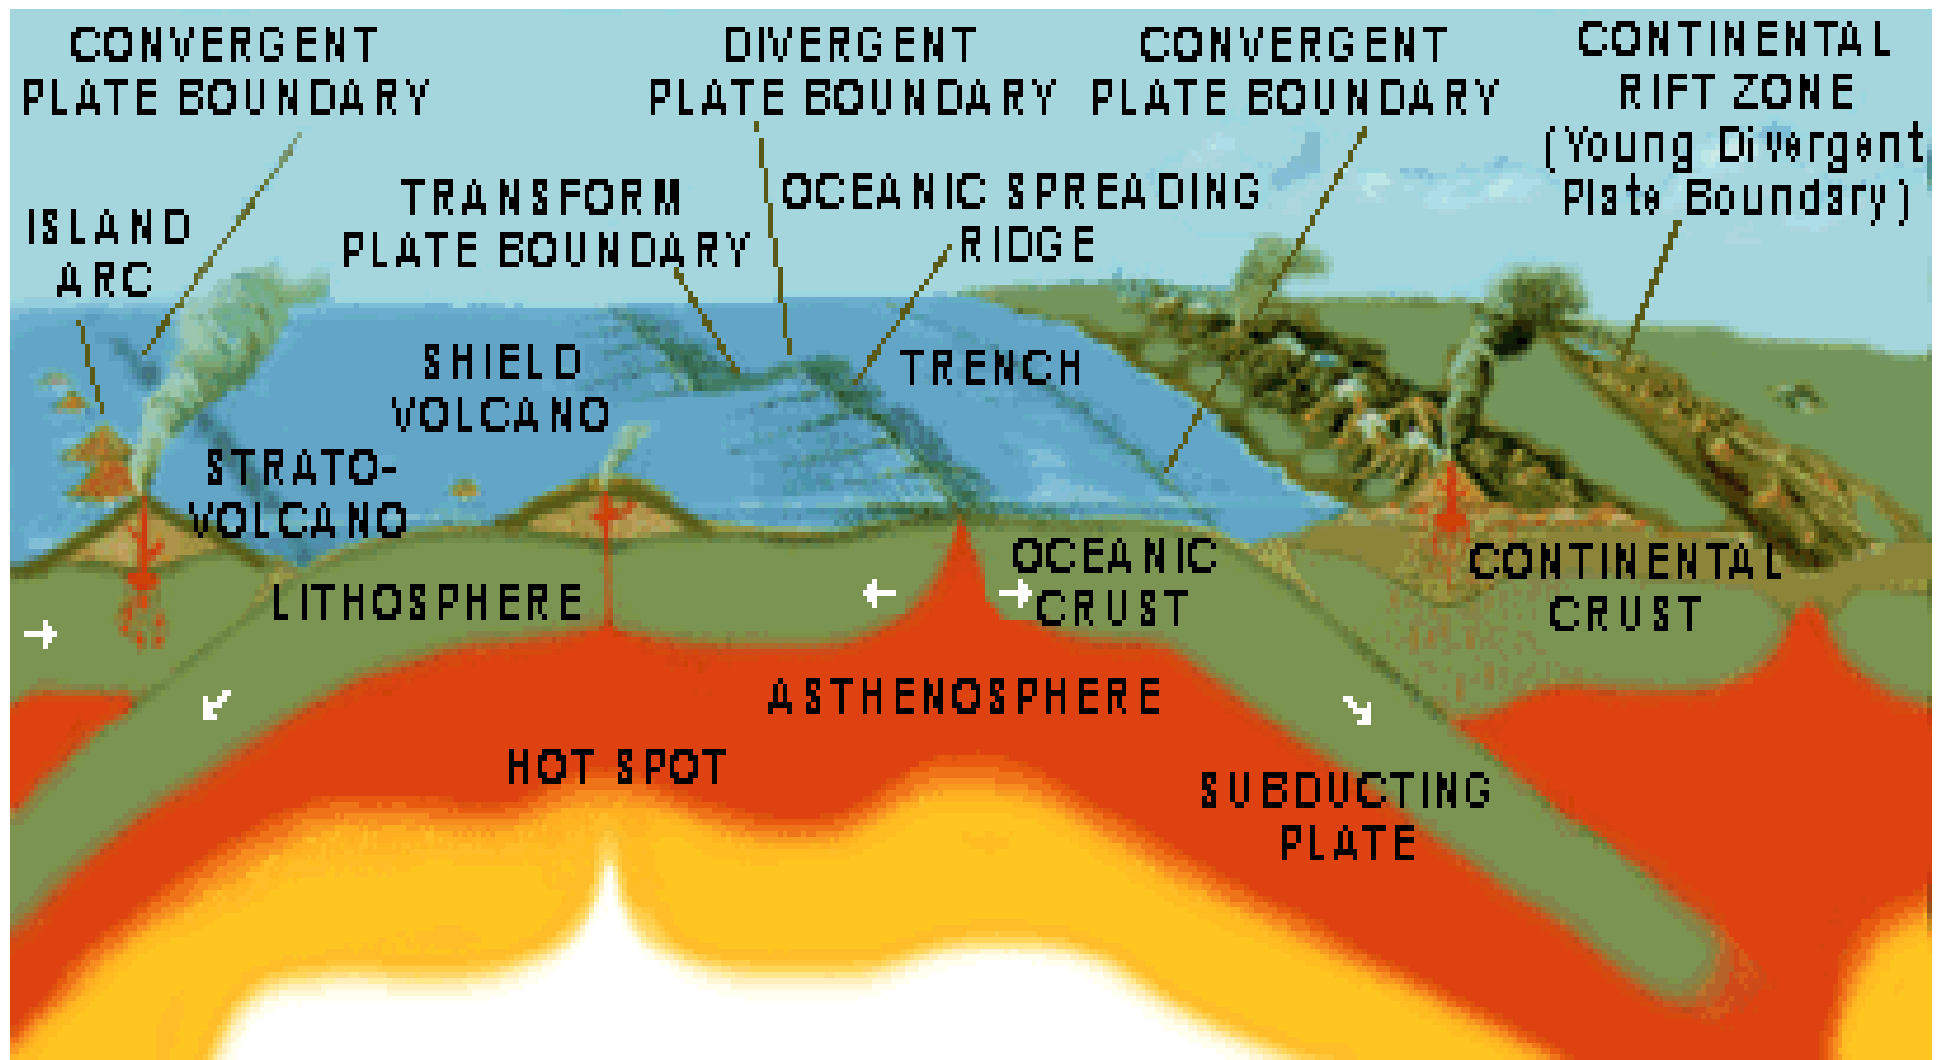 CONVERGENT
PLATE BOUNDARY
DIVERGENT
PLATE BOUNDARY
CONVERGENT
PLATE BOUNDARY
CONTINENTAL
RIFT ZONE
(Young Divergent
Plate Boundary)
ISLAND
ARC
TRANSFORM
PLATE BOUNDARY
OCEANIC SPREADING
RIDGE
SHIELD
VOLCANO
TRENCH
STRATO-
VOLCANO
LITHOSPHERE
OCEANIC
CRUST
CONTINENTAL
CRUST
ASTHENOSPHERE
HOT SPOT
SUBDUCTING
PLATE